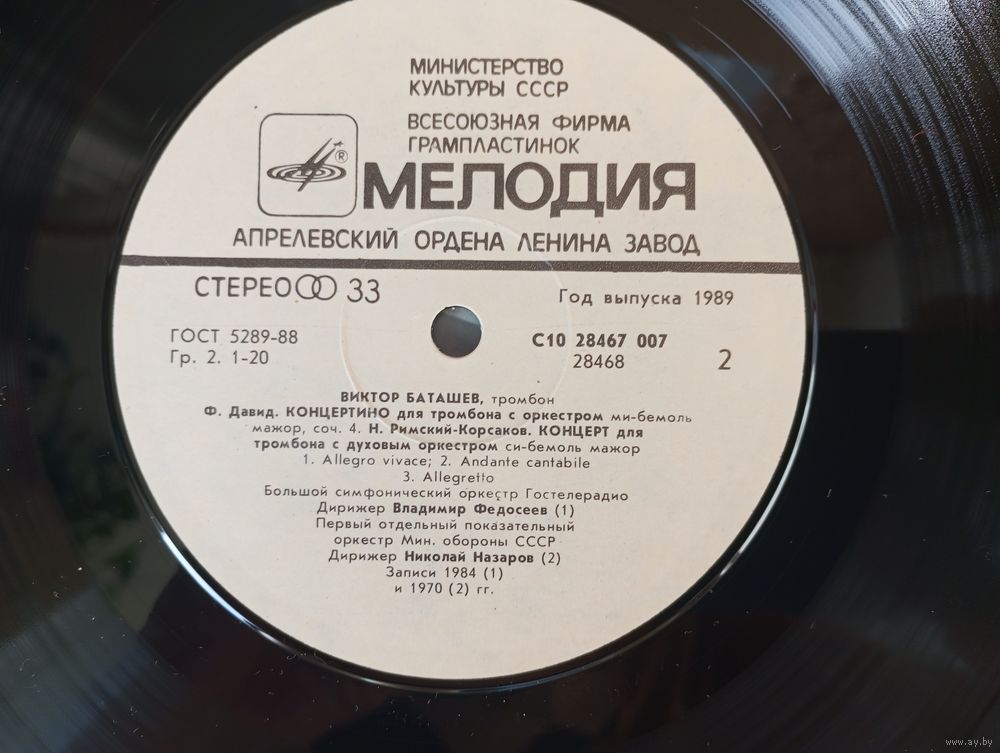 МИНИСТЕРСТВО
КУЛЬТУРЫ СССР
ВСЕСОЮЗНАЯ ФИРМА
ГРАМПЛАСТИНОК
®
МЕЛОДИЯ
АПРЕЛЕВСКИЙ ОРДЕНА ЛЕНИНА ЗАВОД
СТЕРЕО 33
Год выпуска 1989
ГОСТ 5289-88
Гр. 2. 1-20
С10 28467 007
28468
2
ВИКТОР БАТАШЕВ, тромбон
Ф. Давид. КОНЦЕРТИНО для тромбона с оркестром ми-бемоль
мажор, соч. 4. Н. Римский-Корсаков. КОНЦЕРТ для
тромбона с духовым оркестром си-бемоль мажор
1. Allegro vivace; 2. Andante cantabile
3. Allegretto
Большой симфонический оркестр Гостелерадио
Дирижер Владимир Федосеев (1)
Первый отдельный показательный
оркестр Мин. обороны СССР
Дирижер Николай Назаров (2)
Записи 1984 (1)
и 1970 (2) гг.
www.ay.by